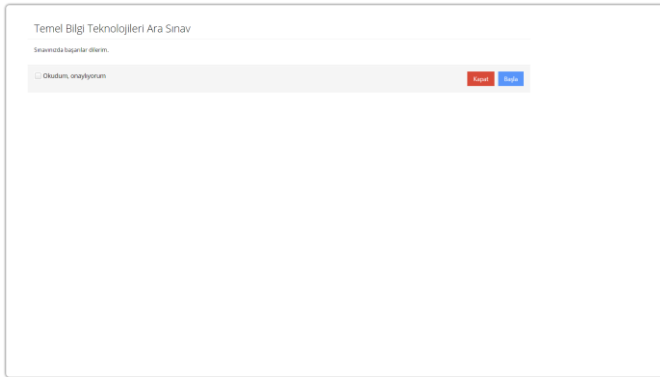 Temel Bilgi Teknolojileri Ara Sınav
Sınavınızda başarılar dilerim.
Okudum, onaylıyorum
Kapat Başla